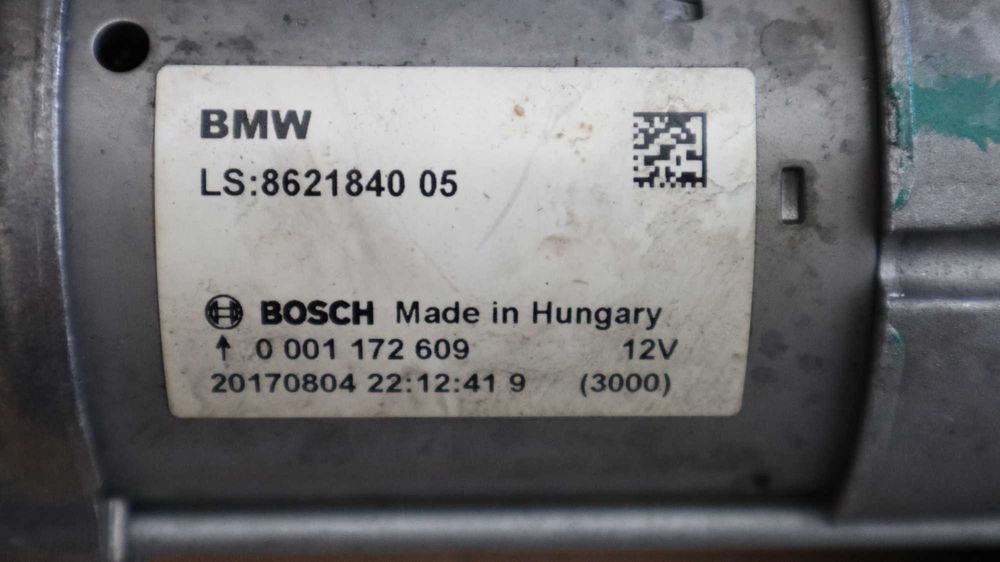 BMW
LS:8621840 05
BOSCH Made in Hungary
↑ 0 001 172 609 12V
20170804 22:12:41 9 (3000)